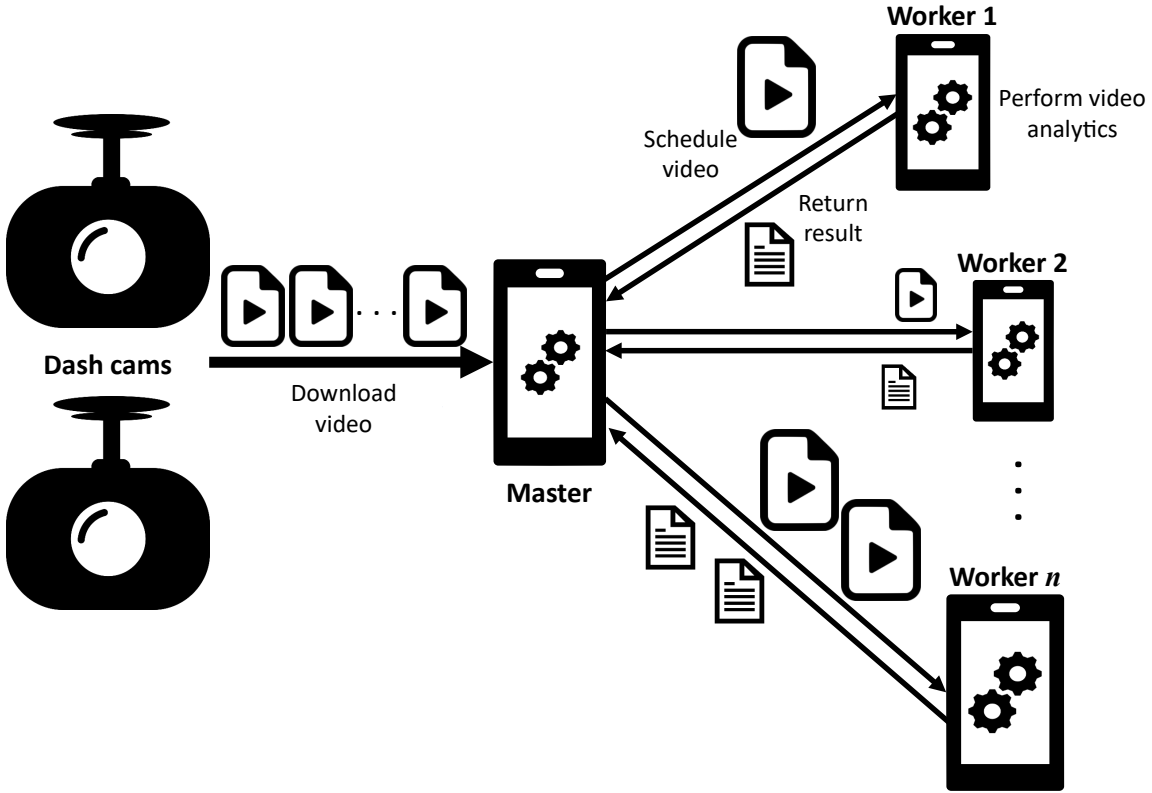 Worker 1
Perform video
analytics
Schedule
video
Return
result
Worker 2
Dash cams
Download
video
. . .
Master
.
.
.
Worker n